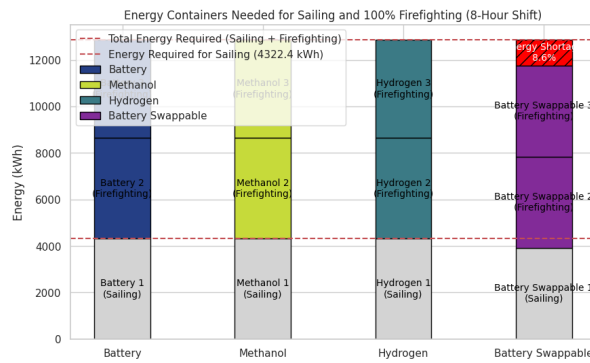 Energy Containers Needed for Sailing and 100% Firefighting (8-Hour Shift)
Total Energy Required (Sailing + Firefighting)
Energy Required for Sailing (4322.4 kWh)
Battery
Methanol
Hydrogen
Battery Swappable
Energy (kWh)
12000
10000
8000
6000
4000
2000
0
Methanol 3
(Firefighting)
Hydrogen 3
(Firefighting)
ergy Shorta
8.6%
Battery Swappable 3
(Firefighting)
Battery 2
(Firefighting)
Methanol 2
(Firefighting)
Hydrogen 2
(Firefighting)
Battery Swappable 2
(Firefighting)
Battery 1
(Sailing)
Methanol 1
(Sailing)
Hydrogen 1
(Sailing)
Battery Swappable 1
(Sailing)
Battery
Methanol
Hydrogen
Battery Swappable